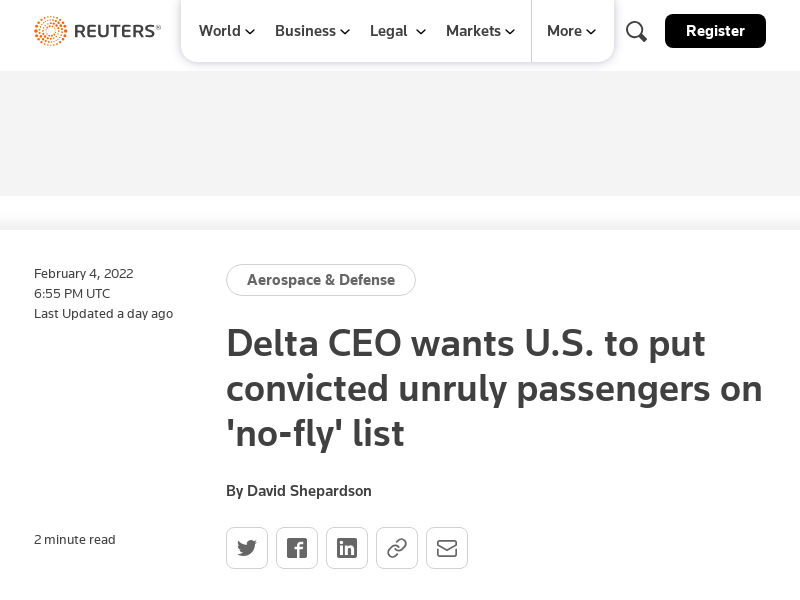 REUTERS®
World
Business
Legal
Markets
More
Register
February 4, 2022
6:55 PM UTC
Last Updated a day ago
Aerospace & Defense
Delta CEO wants U.S. to put
convicted unruly passengers on
'no-fly' list
By David Shepardson
2 minute read